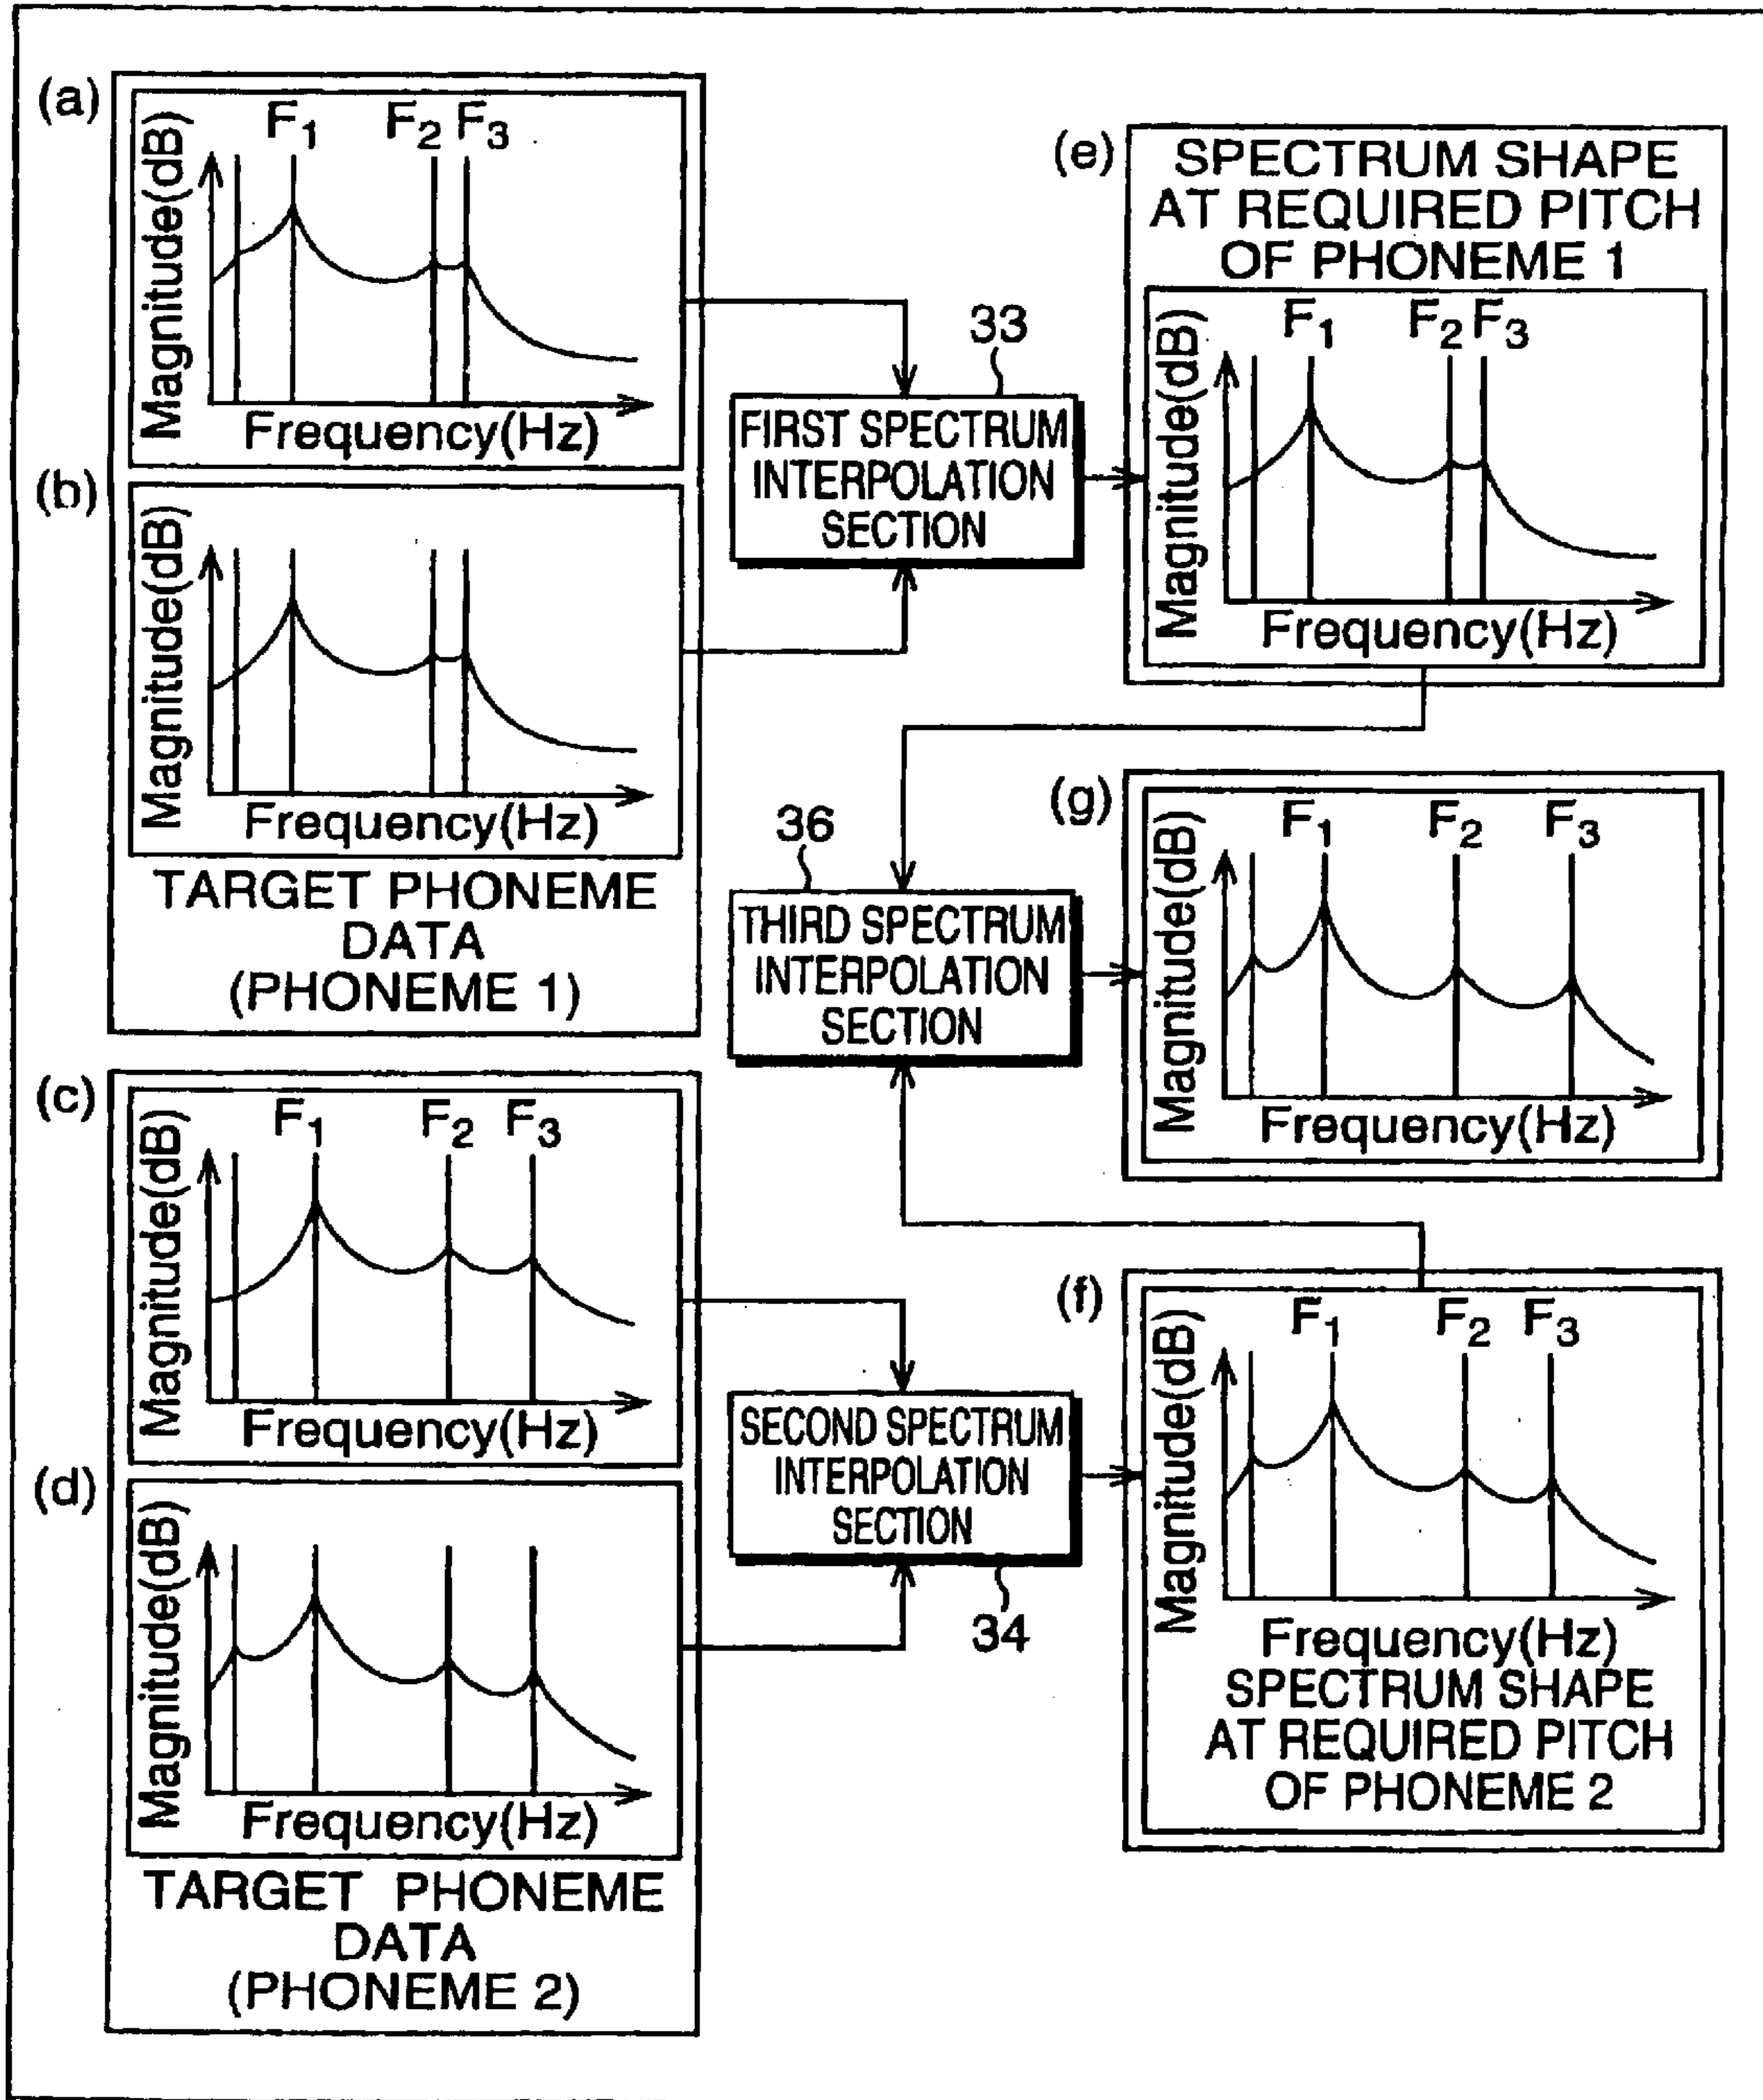 (a)
F1 F2 F3
Magnitude(dB)
Frequency(Hz)
(b)
Magnitude(dB)
Frequency(Hz)
TARGET PHONEME
DATA
(PHONEME 1)
33
FIRST SPECTRUM
INTERPOLATION
SECTION
(e)
SPECTRUM SHAPE
AT REQUIRED PITCH
OF PHONEME 1
F1 F2 F3
Magnitude(dB)
Frequency(Hz)
36
THIRD SPECTRUM
INTERPOLATION
SECTION
(g)
F1 F2 F3
Magnitude(dB)
Frequency(Hz)
(c)
F1 F2 F3
Magnitude(dB)
Frequency(Hz)
(d)
Magnitude(dB)
Frequency(Hz)
TARGET PHONEME
DATA
(PHONEME 2)
SECOND SPECTRUM
INTERPOLATION
SECTION
34
(f)
F1 F2 F3
Magnitude(dB)
Frequency(Hz)
SPECTRUM SHAPE
AT REQUIRED PITCH
OF PHONEME 2